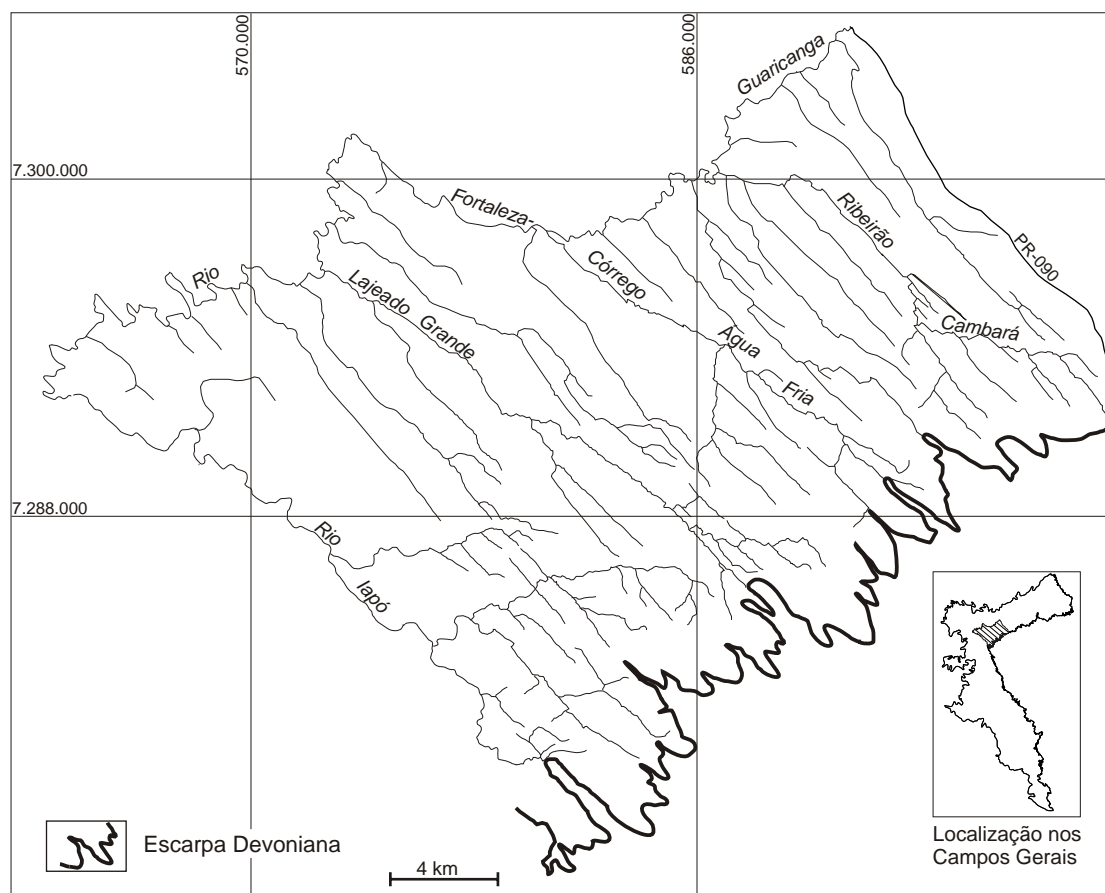 570.000
586.000
Guaricanga
7.300.000
Fortaleza-
Ribeirão
PR-090
Córrego
Rio
Lajeado Grande
Cambará
Água
Fria
7.288.000
Rio
Iapó
Escarpa Devoniana
4 km
Localização nos
Campos Gerais